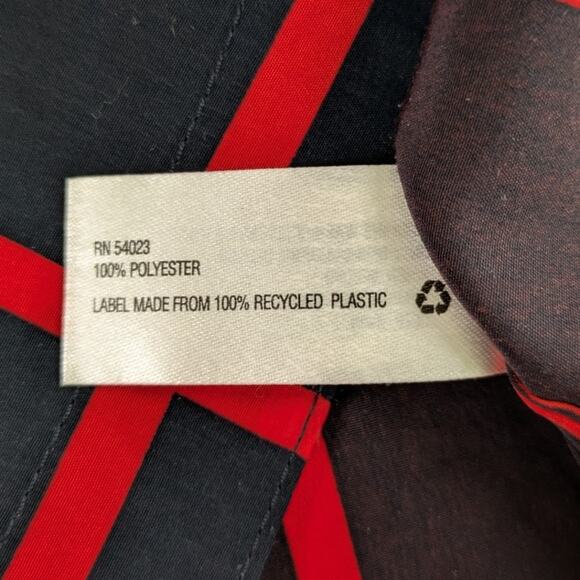 RN 54023
100% POLYESTER
LABEL MADE FROM 100% RECYCLED PLASTIC